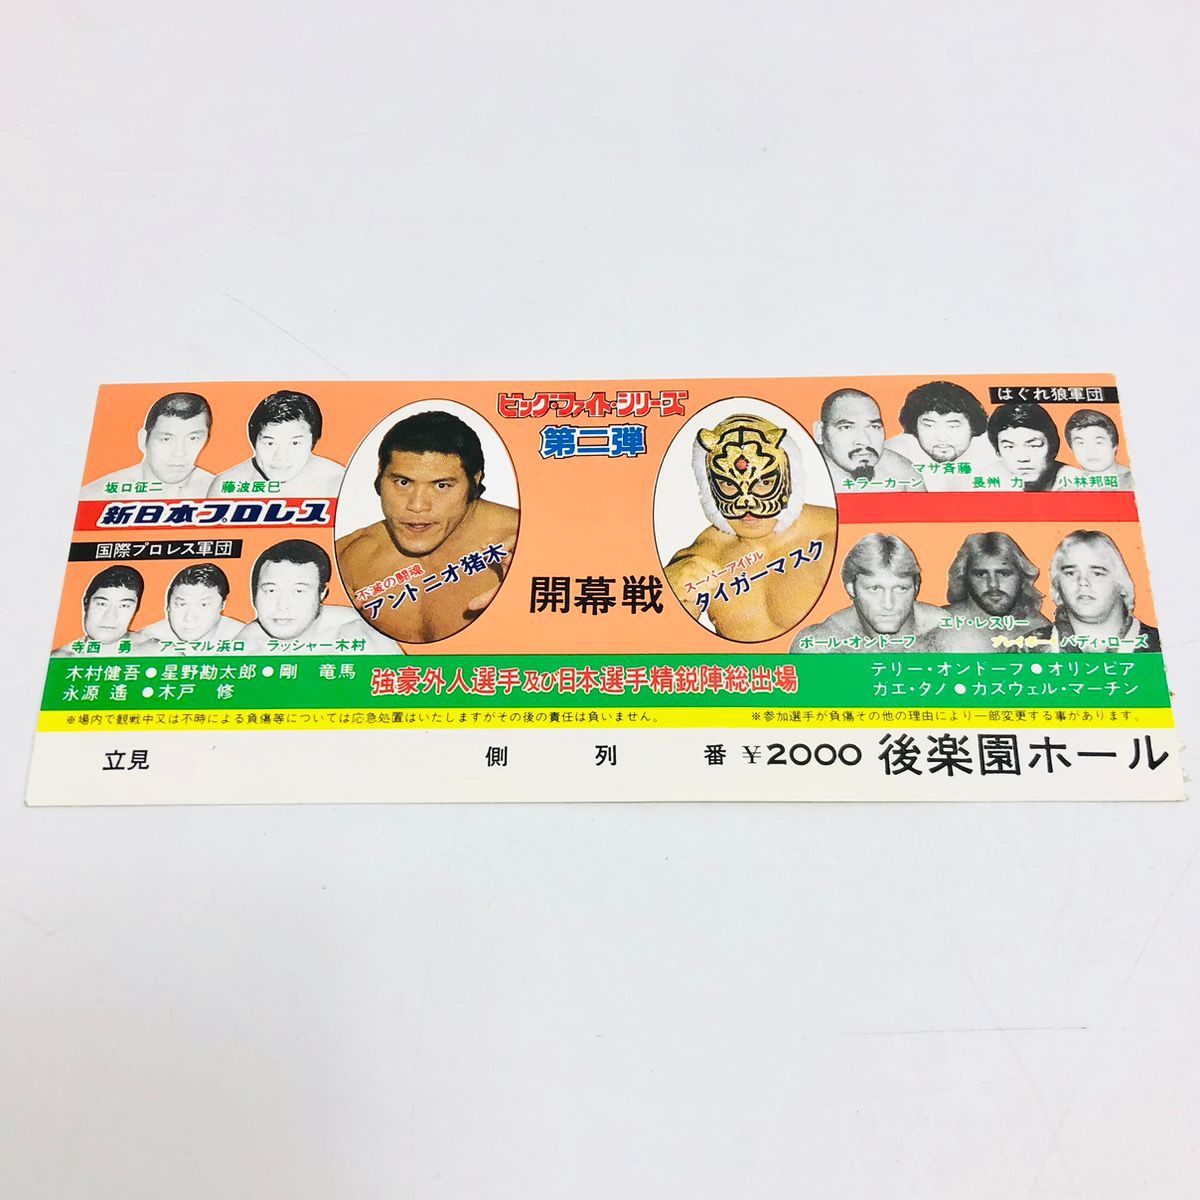 ビッグ・ファイト・シリーズ
第二弾
坂口征二
藤波辰巳
新日本プロレス
国際プロレス軍団
寺西 勇
アニマル浜口
ラッシャー木村
不滅の闘魂
アントニオ猪木
開幕戦
スーパーアイドル
タイガーマスク
はぐれ狼軍団
キラーカーン
マサ斉藤
長州 力
小林邦昭
ポール・オンドーフ
エド・レスリー
プレイボーイ バディ・ローズ
木村健吾●星野勘太郎●剛 竜馬
永源 遙●木戸 修
強豪外人選手及び日本選手精鋭陣総出場
テリー・オンドーフ●オリンピア
カエ・タノ●カズウェル・マーチン
※場内で観戦中又は不時による負傷等については応急処置はいたしますがその後の責任は負いません。
※参加選手が負傷その他の理由により一部変更する事があります。
立見 側 列 番 ¥2000 後楽園ホール